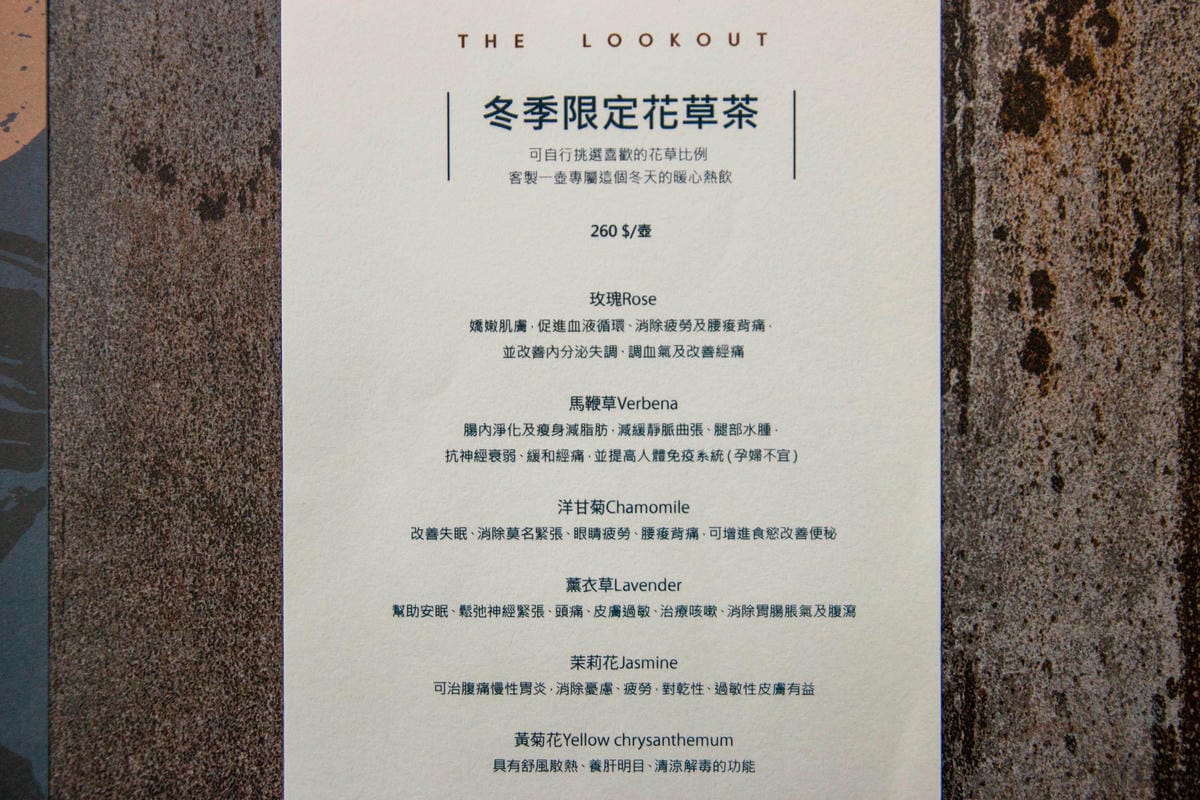 THE LOOKOUT
冬季限定花草茶
可自行挑選喜歡的花草比例
客製一壺專屬這個冬天的暖心熱飲
260 $/壺
玫瑰Rose
嬌嫩肌膚，促進血液循環、消除疲勞及腰痠背痛，
並改善內分泌失調、調血氣及改善經痛
馬鞭草Verbena
腸內淨化及瘦身減脂肪，減緩靜脈曲張、腿部水腫，
抗神經衰弱、緩和經痛，並提高人體免疫系統（孕婦不宜）
洋甘菊Chamomile
改善失眠、消除莫名緊張、眼睛疲勞、腰痠背痛，可增進食慾改善便秘
薰衣草Lavender
幫助安眠、鬆弛神經緊張、頭痛、皮膚過敏、治療咳嗽、消除胃腸脹氣及腹瀉
茉莉花Jasmine
可治腹痛慢性胃炎，消除憂慮、疲勞，對乾性、過敏性皮膚有益
黃菊花Yellow chrysanthemum
具有舒風散熱、養肝明目、清涼解毒的功能